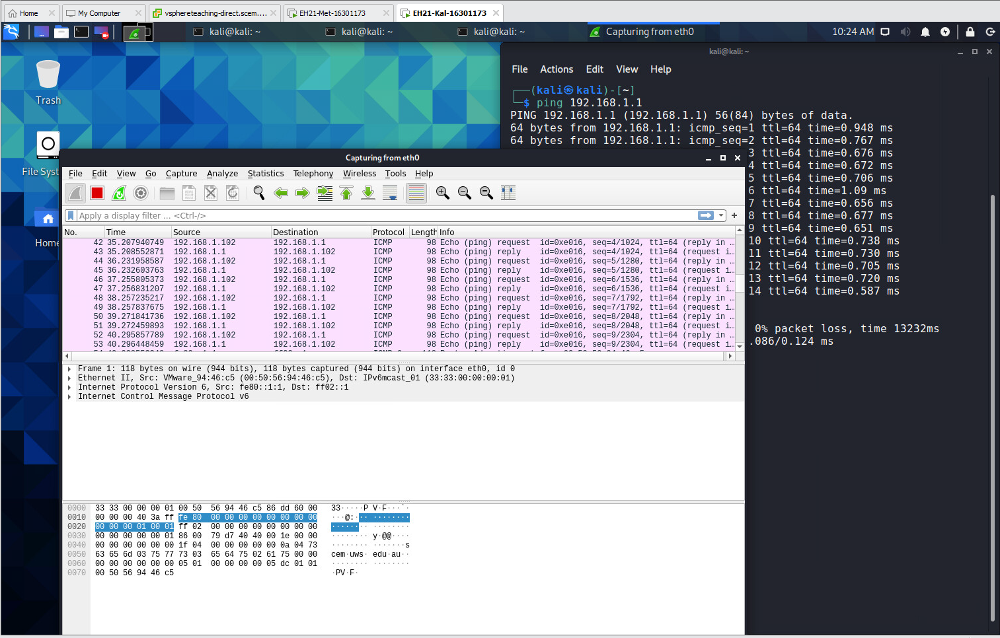 Home
My Computer
vsphereteaching-direct.scem....
EH21-Met-16301173
EH21-Kal-16301173
kali@kali: ~
kali@kali: ~
kali@kali: ~
Capturing from eth0
10:24 AM
Trash
File Syst
Home
kali@kali: ~
File Actions Edit View Help
(kali㉿kali)-[~]
$ ping 192.168.1.1
PING 192.168.1.1 (192.168.1.1) 56(84) bytes of data.
64 bytes from 192.168.1.1: icmp_seq=1 ttl=64 time=0.948 ms
64 bytes from 192.168.1.1: icmp_seq=2 ttl=64 time=0.767 ms
3 ttl=64 time=0.676 ms
4 ttl=64 time=0.672 ms
5 ttl=64 time=0.706 ms
6 ttl=64 time=1.09 ms
7 ttl=64 time=0.656 ms
8 ttl=64 time=0.677 ms
9 ttl=64 time=0.651 ms
10 ttl=64 time=0.738 ms
11 ttl=64 time=0.730 ms
12 ttl=64 time=0.705 ms
13 ttl=64 time=0.720 ms
14 ttl=64 time=0.587 ms
0% packet loss, time 13232ms
.086/0.124 ms
Capturing from eth0
File Edit View Go Capture Analyze Statistics Telephony Wireless Tools Help
Apply a display filter ... <Ctrl-/>
No. Time Source Destination Protocol Length Info
42 35.207940749 192.168.1.102 192.168.1.1 ICMP 98 Echo (ping) request id=0xe016, seq=4/1024, ttl=64 (reply in …
43 35.208552871 192.168.1.1 192.168.1.102 ICMP 98 Echo (ping) reply id=0xe016, seq=4/1024, ttl=64 (request i…
44 36.231958587 192.168.1.102 192.168.1.1 ICMP 98 Echo (ping) request id=0xe016, seq=5/1280, ttl=64 (reply in …
45 36.232603763 192.168.1.1 192.168.1.102 ICMP 98 Echo (ping) reply id=0xe016, seq=5/1280, ttl=64 (request i…
46 37.255805373 192.168.1.102 192.168.1.1 ICMP 98 Echo (ping) request id=0xe016, seq=6/1536, ttl=64 (reply in …
47 37.256831207 192.168.1.1 192.168.1.102 ICMP 98 Echo (ping) reply id=0xe016, seq=6/1536, ttl=64 (request i…
48 38.257235217 192.168.1.102 192.168.1.1 ICMP 98 Echo (ping) request id=0xe016, seq=7/1792, ttl=64 (reply in …
49 38.257837675 192.168.1.1 192.168.1.102 ICMP 98 Echo (ping) reply id=0xe016, seq=7/1792, ttl=64 (request i…
50 39.271841736 192.168.1.102 192.168.1.1 ICMP 98 Echo (ping) request id=0xe016, seq=8/2048, ttl=64 (reply in …
51 39.272459893 192.168.1.1 192.168.1.102 ICMP 98 Echo (ping) reply id=0xe016, seq=8/2048, ttl=64 (request i…
52 40.295857789 192.168.1.102 192.168.1.1 ICMP 98 Echo (ping) request id=0xe016, seq=9/2304, ttl=64 (reply in …
53 40.296448459 192.168.1.1 192.168.1.102 ICMP 98 Echo (ping) reply id=0xe016, seq=9/2304, ttl=64 (request i…
Frame 1: 118 bytes on wire (944 bits), 118 bytes captured (944 bits) on interface eth0, id 0
Ethernet II, Src: VMware_94:46:c5 (00:50:56:94:46:c5), Dst: IPv6mcast_01 (33:33:00:00:00:01)
Internet Protocol Version 6, Src: fe80::1:1, Dst: ff02::1
Internet Control Message Protocol v6
0000 33 33 00 00 00 01 00 50 56 94 46 c5 86 dd 60 00 33·····P V·F···`·
0010 00 00 00 40 3a ff fe 80 00 00 00 00 00 00 00 00 ···@:··· ········
0020 00 00 00 01 00 01 ff 02 00 00 00 00 00 00 00 00 ········ ········
0030 00 00 00 00 00 01 86 00 79 d7 40 40 00 1e 00 00 ········ y·@@····
0040 00 00 00 00 00 00 1f 04 00 00 00 00 00 0a 04 73 ········ ·······s
0050 63 65 6d 03 75 77 73 03 65 64 75 02 61 75 00 00 cem·uws· edu·au··
0060 00 00 00 00 00 00 05 01 00 00 00 00 05 dc 01 01 ········ ········
0070 00 50 56 94 46 c5 ·PV·F·